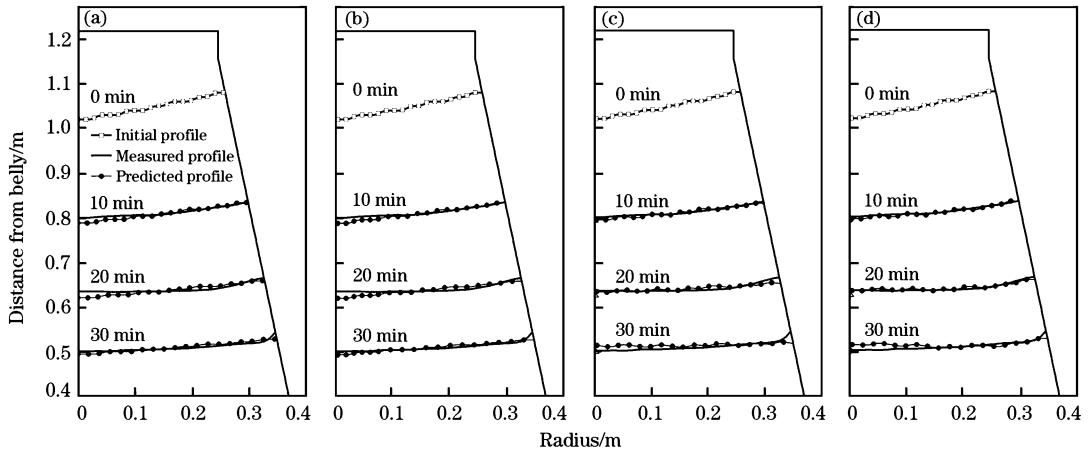 (a) (b) (c) (d)
1.2
1.1
1.0
0.9
0.8
0.7
0.6
0.5
0.4
Distance from belly/m
0 min
Initial profile
Measured profile
Predicted profile
10 min
20 min
30 min
0 min
10 min
20 min
30 min
0 min
10 min
20 min
30 min
0 min
10 min
20 min
30 min
0 0.1 0.2 0.3 0.4 0 0.1 0.2 0.3 0.4 0 0.1 0.2 0.3 0.4 0 0.1 0.2 0.3 0.4
Radius/m